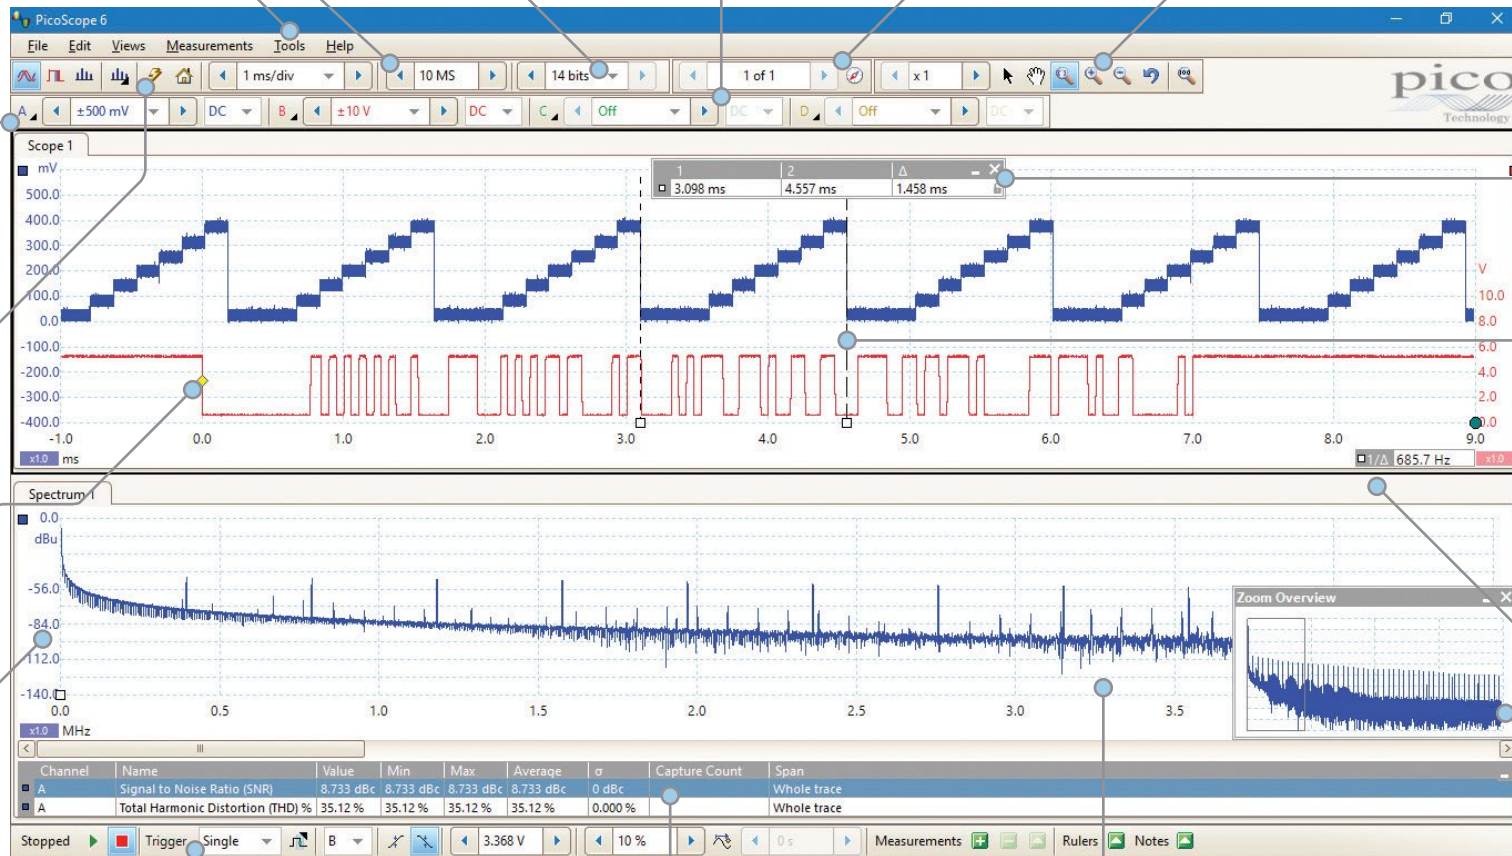 PicoScope 6
File Edit Views Measurements Tools Help
1 ms/div 10 MS 14 bits 1 of 1 x 1
pico
Technology
A ±500 mV DC B ±10 V DC C Off DC D Off DC
Scope 1
1 2 Δ
3.098 ms 4.557 ms 1.458 ms
mV
500.0
400.0
300.0
200.0
100.0
0.0
-100.0
-200.0
-300.0
-400.0
V
10.0
8.0
6.0
4.0
2.0
0.0
-1.0 0.0 1.0 2.0 3.0 4.0 5.0 6.0 7.0 8.0 9.0
x1.0 ms
1/Δ 685.7 Hz x1.0
Spectrum 1
0.0
dBu
-56.0
-84.0
-112.0
-140.0
0.0 0.5 1.0 1.5 2.0 2.5 3.0 3.5
x1.0 MHz
Zoom Overview
Channel Name Value Min Max Average σ Capture Count Span
A Signal to Noise Ratio (SNR) 8.733 dBc 8.733 dBc 8.733 dBc 8.733 dBc 0 dBc Whole trace
A Total Harmonic Distortion (THD) % 35.12 % 35.12 % 35.12 % 35.12 % 0.000 % Whole trace
Stopped Trigger Single B 3.368 V 10 % 0 s Measurements Rulers Notes